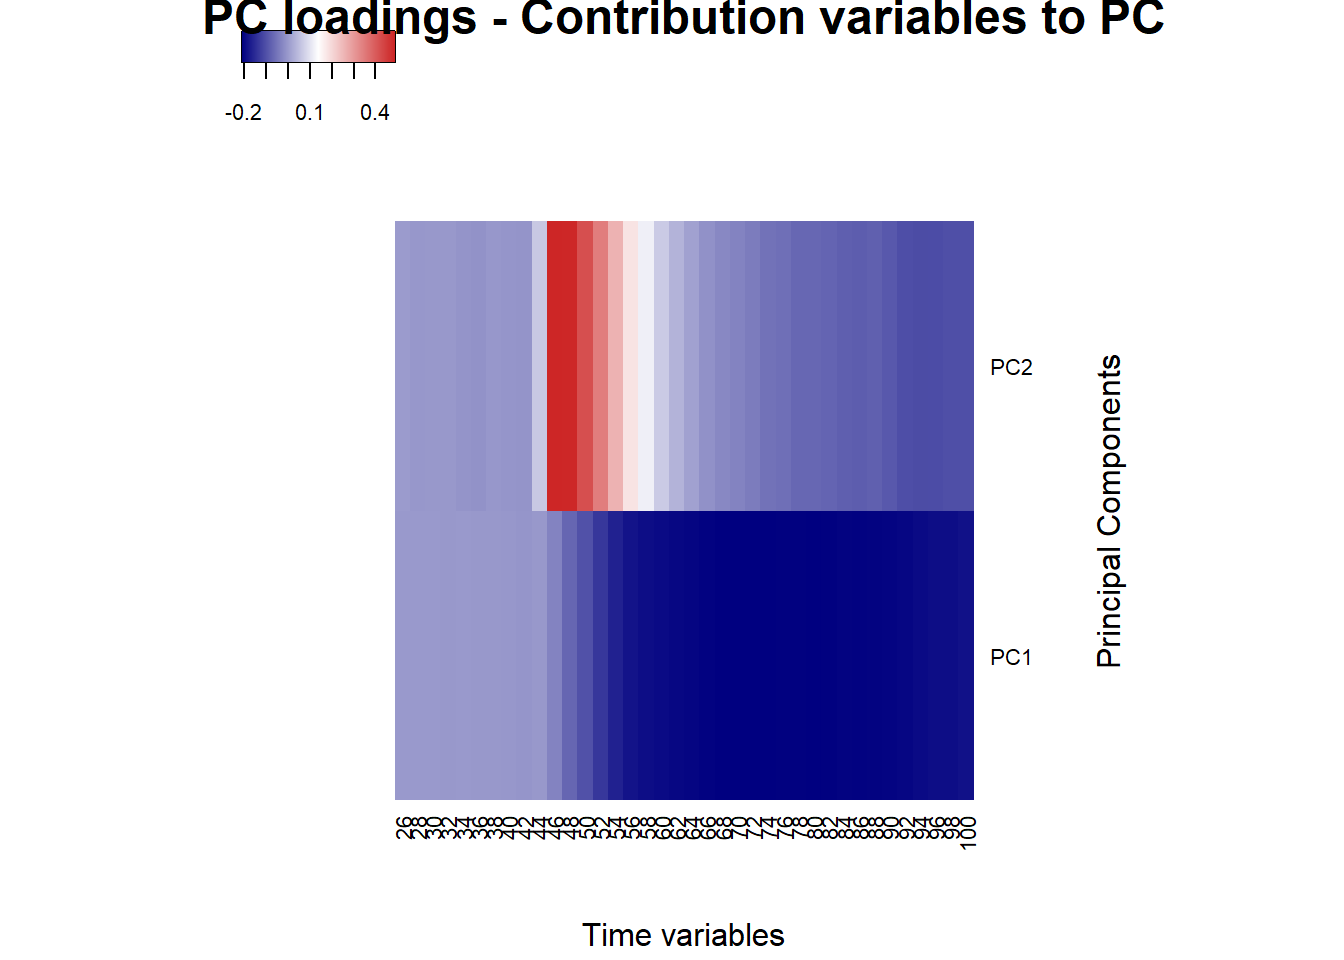 PC loadings - Contribution variables to PC
-0.2 0.1 0.4
PC2
PC1
Principal Components
26 28 30 32 34 36 38 40 42 44 46 48 50 52 54 56 58 60 62 64 66 68 70 72 74 76 78 80 82 84 86 88 90 92 94 96 98 100
Time variables